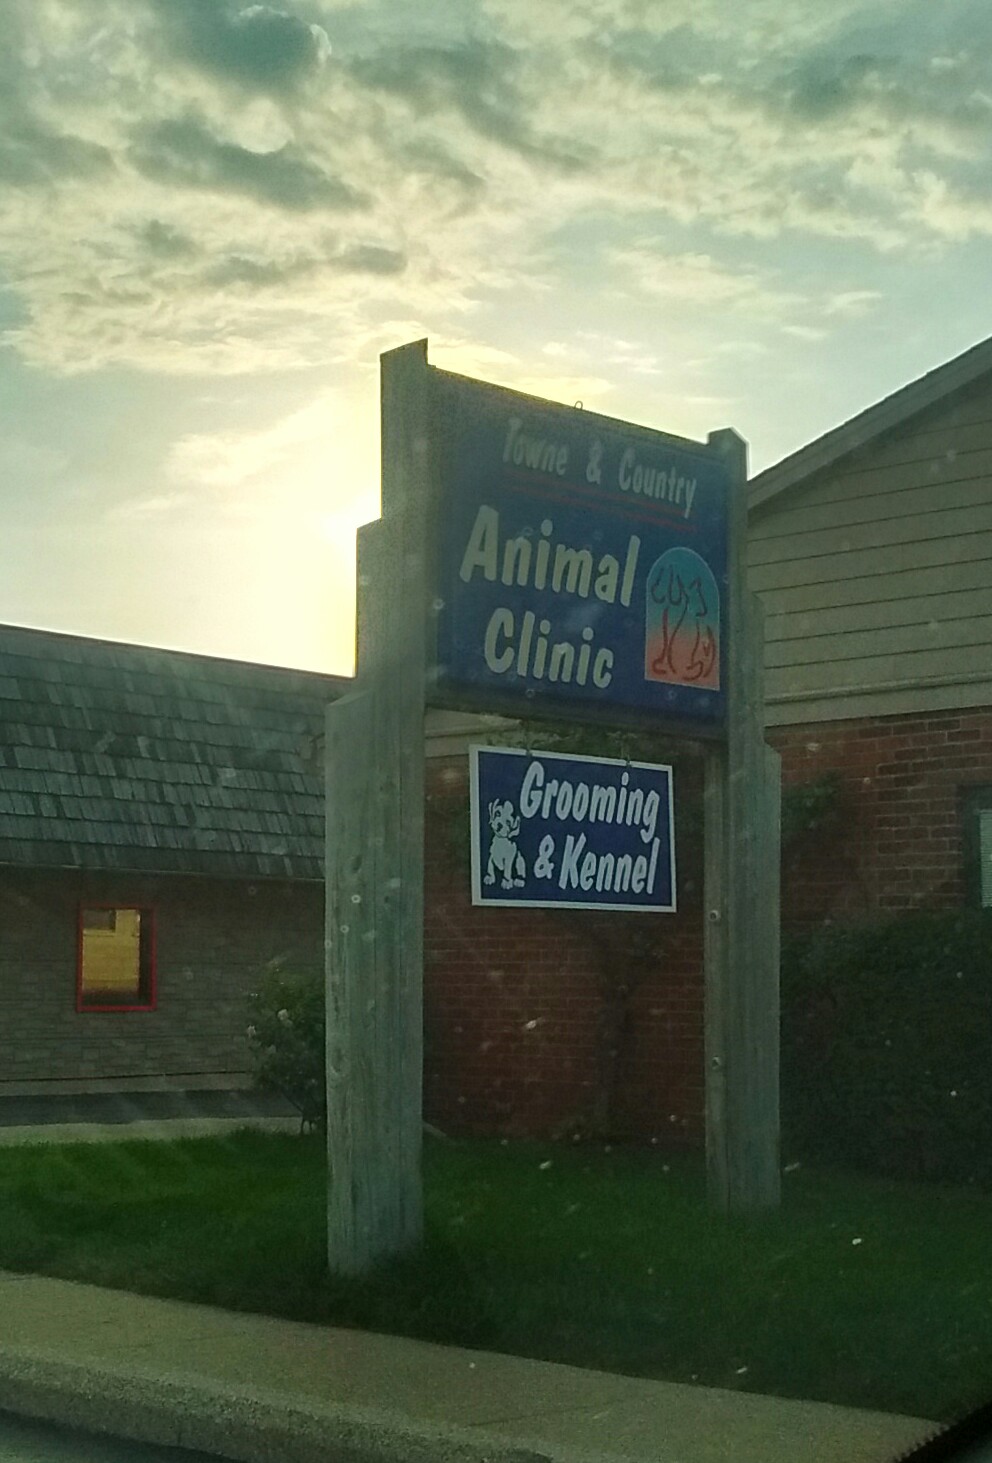 Towne & Country
Animal
Clinic
Grooming
& Kennel